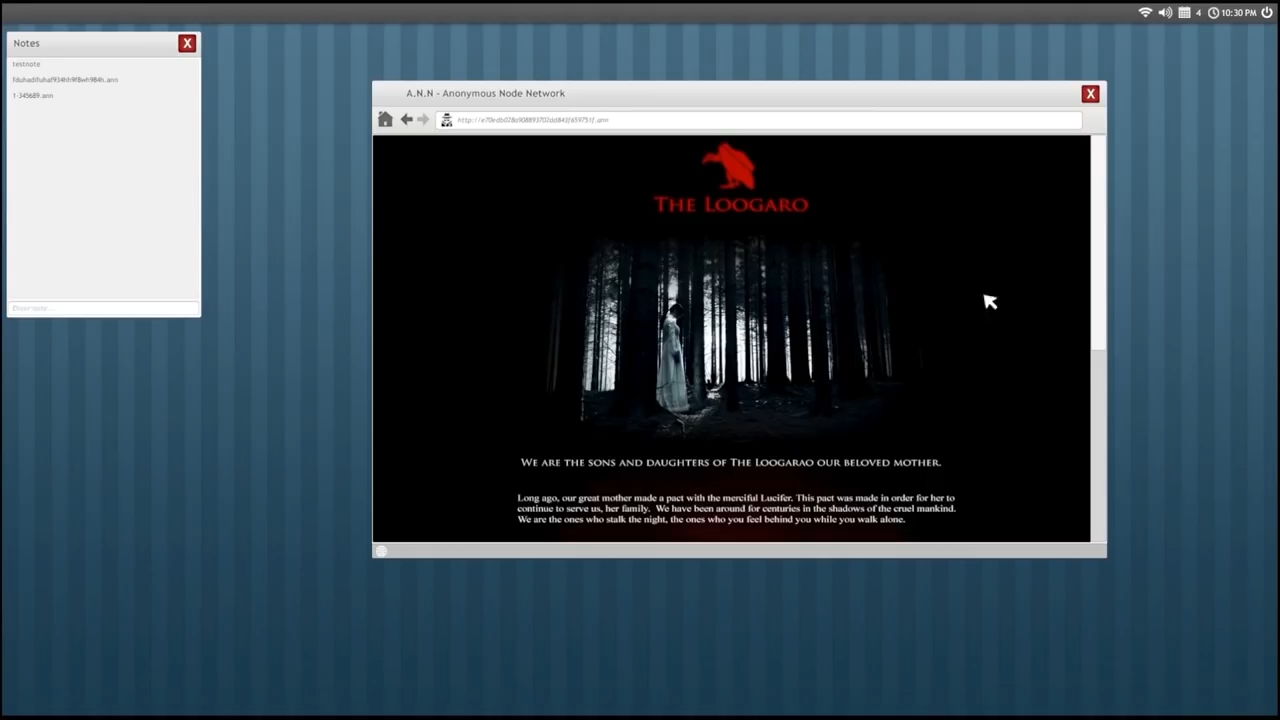 4 10:30 PM
Notes
X
testnote
1-345689.ann
A.N.N - Anonymous Node Network
X
THE LOOGARO
WE ARE THE SONS AND DAUGHTERS OF THE LOOGARAO OUR BELOVED MOTHER.
Long ago, our great mother made a pact with the merciful Lucifer. This pact was made in order for her to
continue to serve us, her family. We have been around for centuries in the shadows of the cruel mankind.
We are the ones who stalk the night, the ones who you feel behind you while you walk alone.